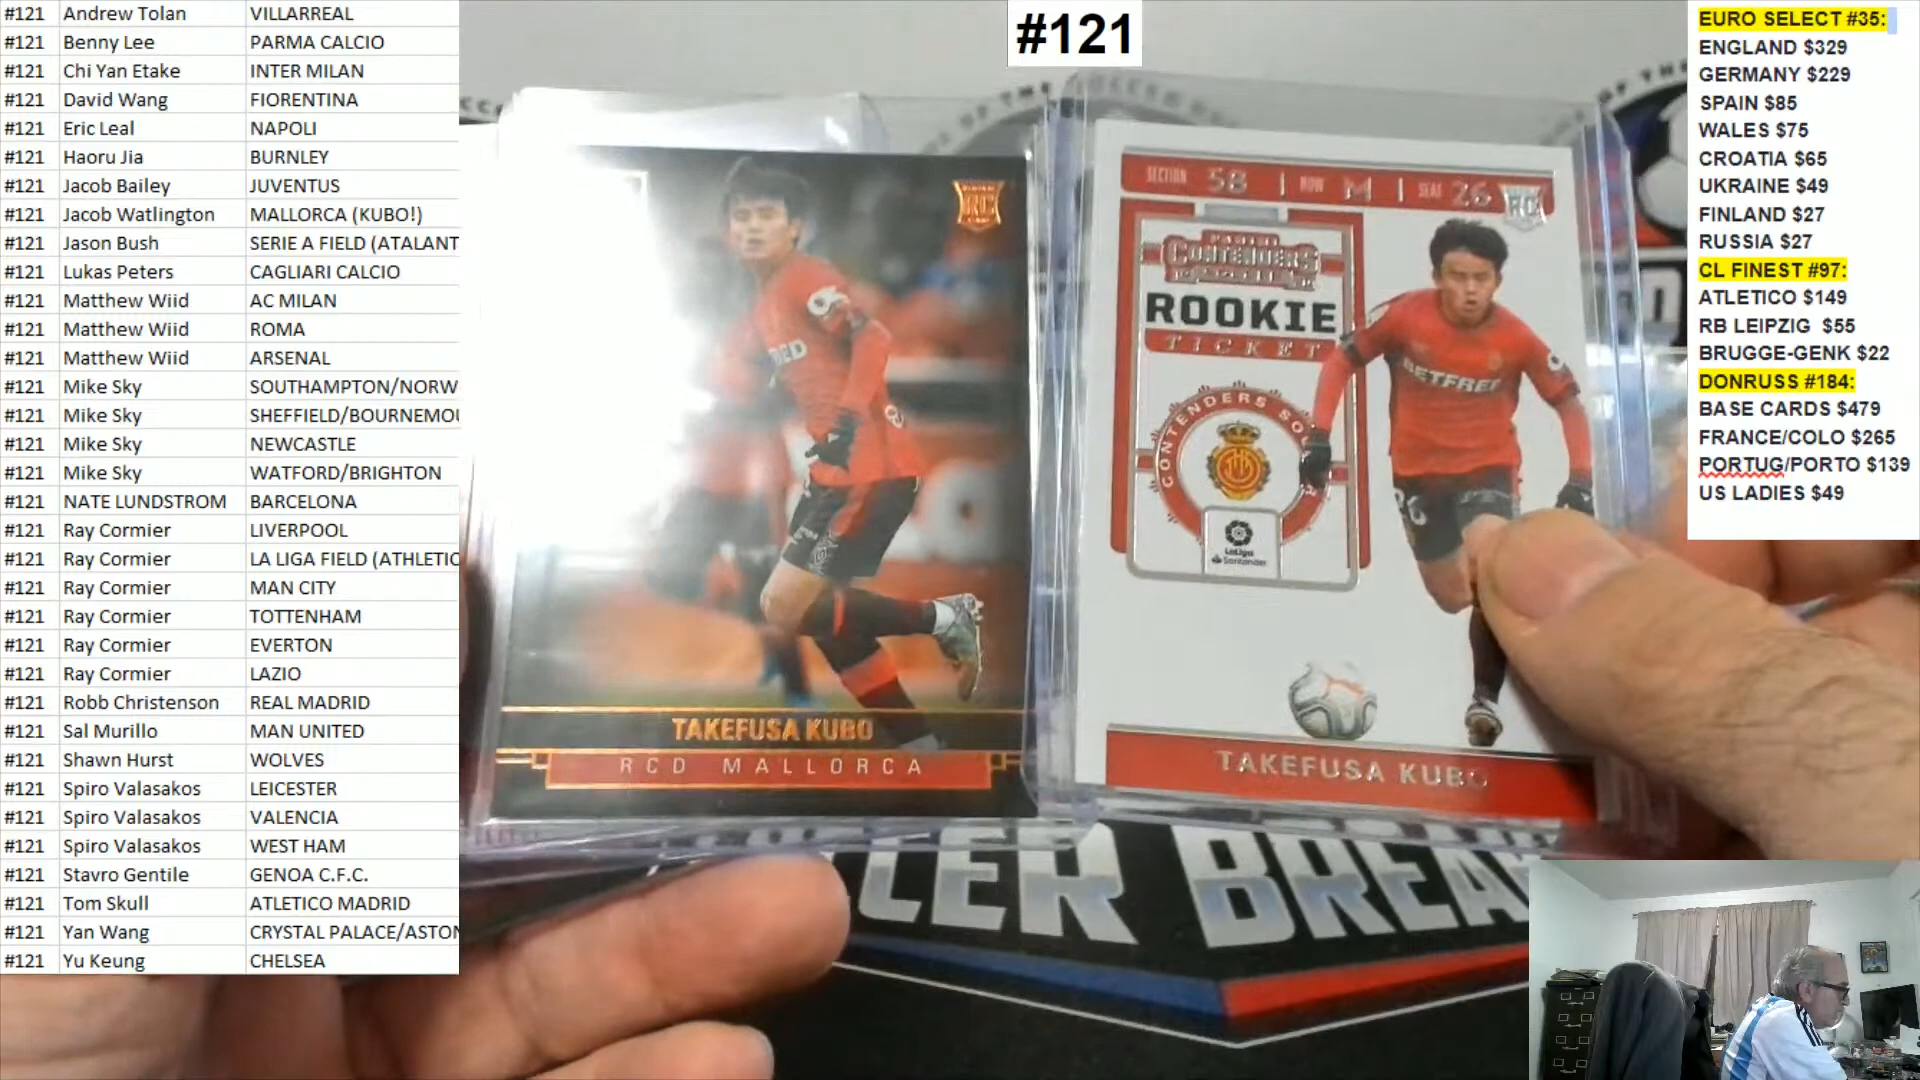 #121 Andrew Tolan VILLARREAL
#121 Benny Lee PARMA CALCIO
#121 Chi Yan Etake INTER MILAN
#121 David Wang FIORENTINA
#121 Eric Leal NAPOLI
#121 Haoru Jia BURNLEY
#121 Jacob Bailey JUVENTUS
#121 Jacob Watlington MALLORCA (KUBO!)
#121 Jason Bush SERIE A FIELD (ATALANT
#121 Lukas Peters CAGLIARI CALCIO
#121 Matthew Wiid AC MILAN
#121 Matthew Wiid ROMA
#121 Matthew Wiid ARSENAL
#121 Mike Sky SOUTHAMPTON/NORW
#121 Mike Sky SHEFFIELD/BOURNEMOU
#121 Mike Sky NEWCASTLE
#121 Mike Sky WATFORD/BRIGHTON
#121 NATE LUNDSTROM BARCELONA
#121 Ray Cormier LIVERPOOL
#121 Ray Cormier LA LIGA FIELD (ATHLETIC
#121 Ray Cormier MAN CITY
#121 Ray Cormier TOTTENHAM
#121 Ray Cormier EVERTON
#121 Ray Cormier LAZIO
#121 Robb Christenson REAL MADRID
#121 Sal Murillo MAN UNITED
#121 Shawn Hurst WOLVES
#121 Spiro Valasakos LEICESTER
#121 Spiro Valasakos VALENCIA
#121 Spiro Valasakos WEST HAM
#121 Stavro Gentile GENOA C.F.C.
#121 Tom Skull ATLETICO MADRID
#121 Yan Wang CRYSTAL PALACE/ASTON
#121 Yu Keung CHELSEA
#121
RC
TAKEFUSA KUBO
RCD MALLORCA
SECTION 58 | ROW M | SEAT 26
RC
PANINI
CONTENDERS
ROOKIE
TICKET
CONTENDERS SO
LaLiga
Santander
BETFRED
TAKEFUSA KUBO
CER BREA
EURO SELECT #35:
ENGLAND $329
GERMANY $229
SPAIN $85
WALES $75
CROATIA $65
UKRAINE $49
FINLAND $27
RUSSIA $27
CL FINEST #97:
ATLETICO $149
RB LEIPZIG $55
BRUGGE-GENK $22
DONRUSS #184:
BASE CARDS $479
FRANCE/COLO $265
PORTUG/PORTO $139
US LADIES $49